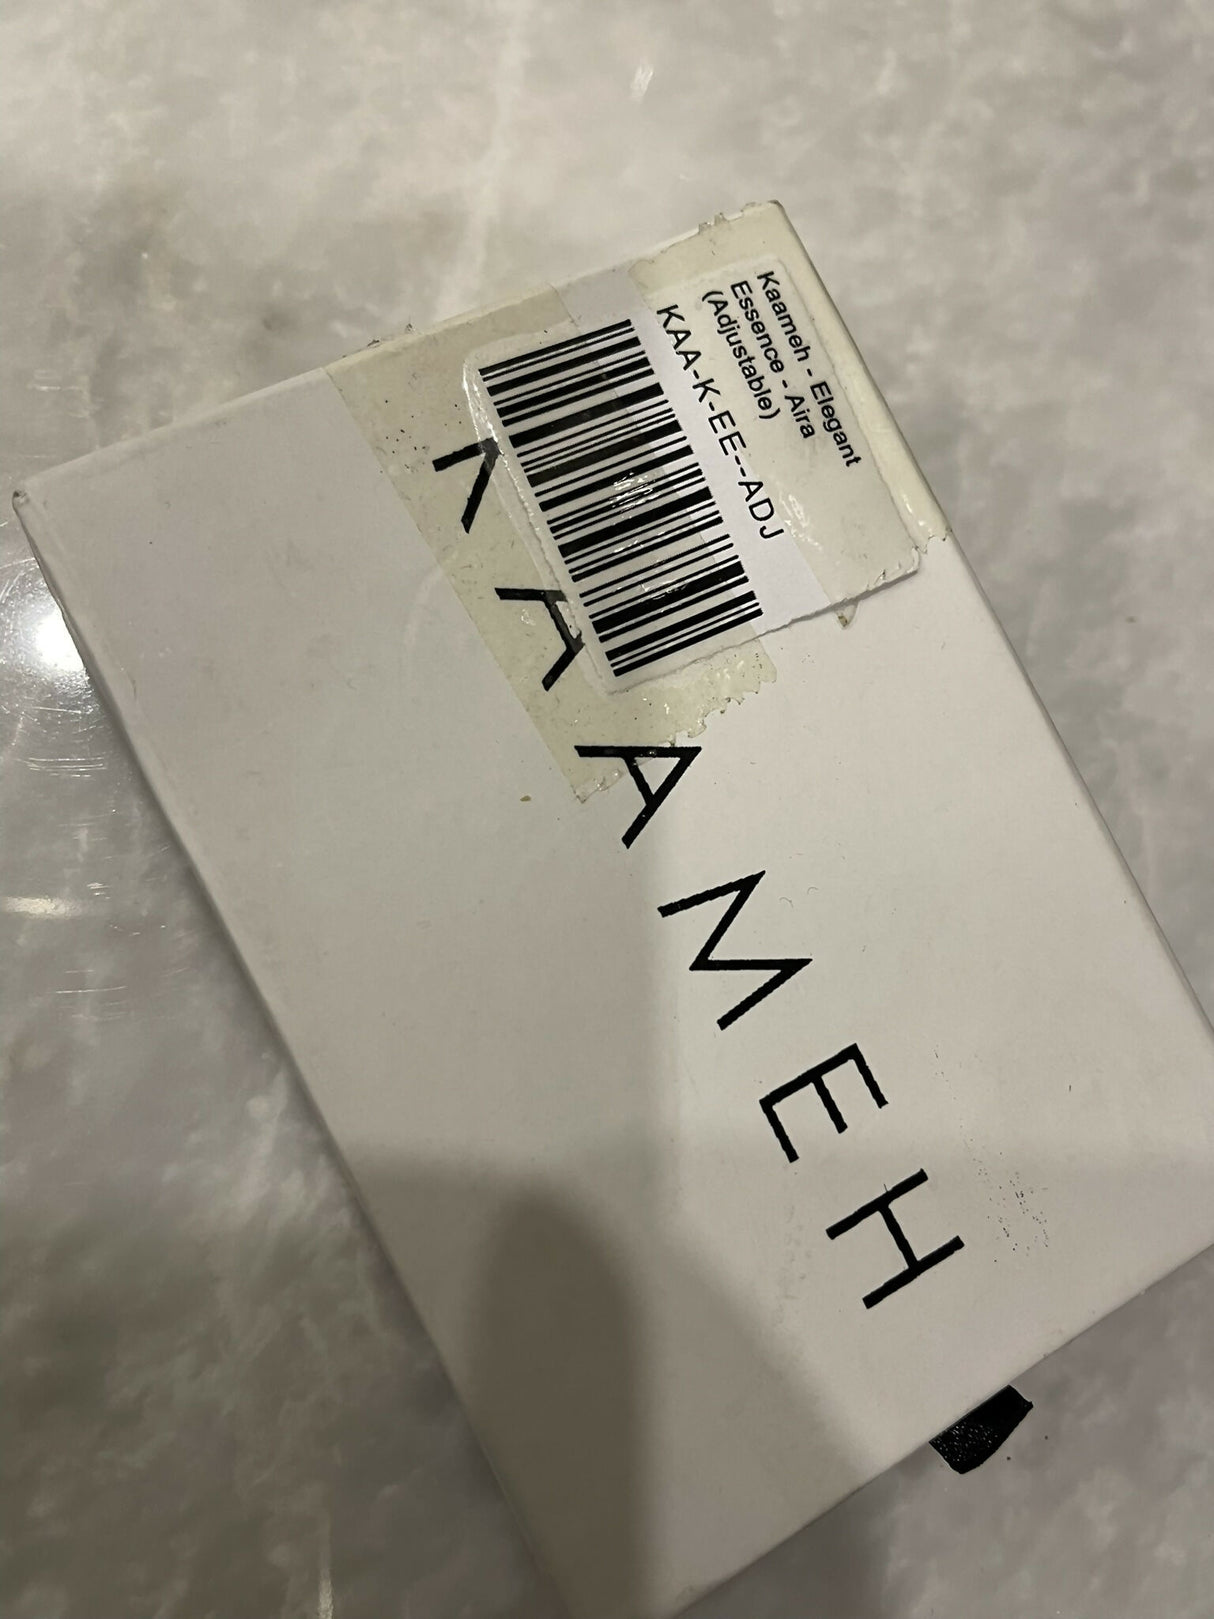 Kaameh - Elegant
Essence - Aira
(Adjustable)
KAA-K-EE--ADJ
KAAMEH